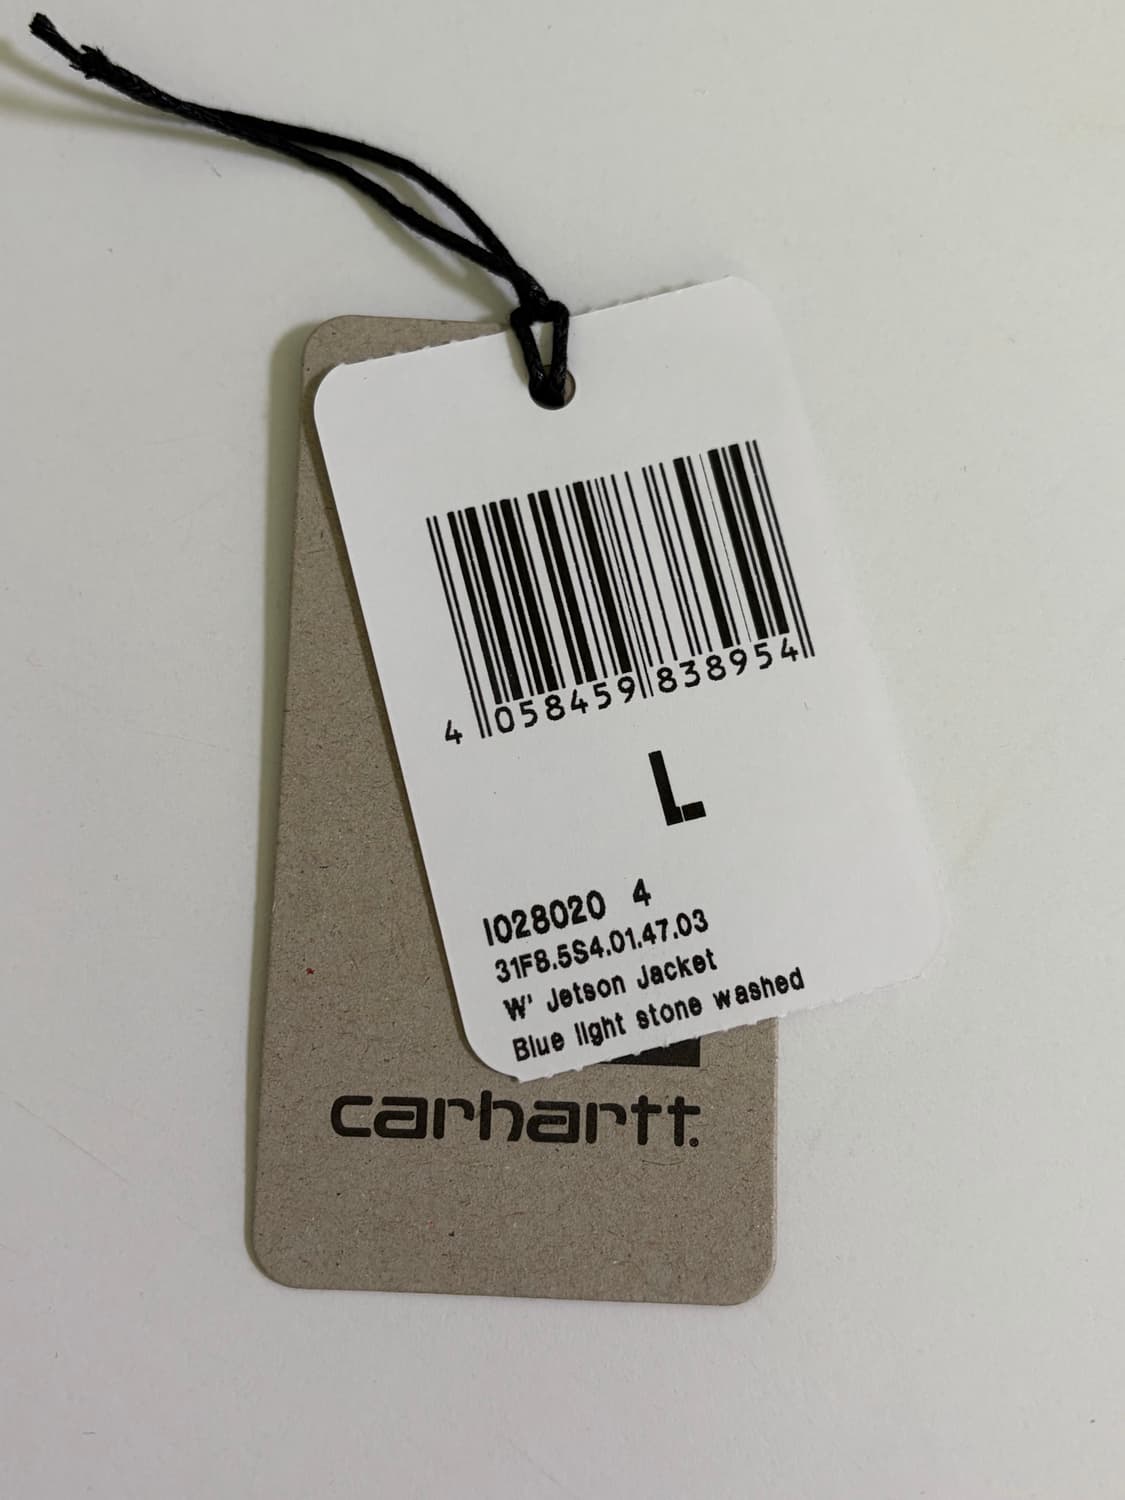 4 058459 838954
L
I028020 4
31F8.5S4.01.47.03
W' Jetson Jacket
Blue light stone washed
carhartt®